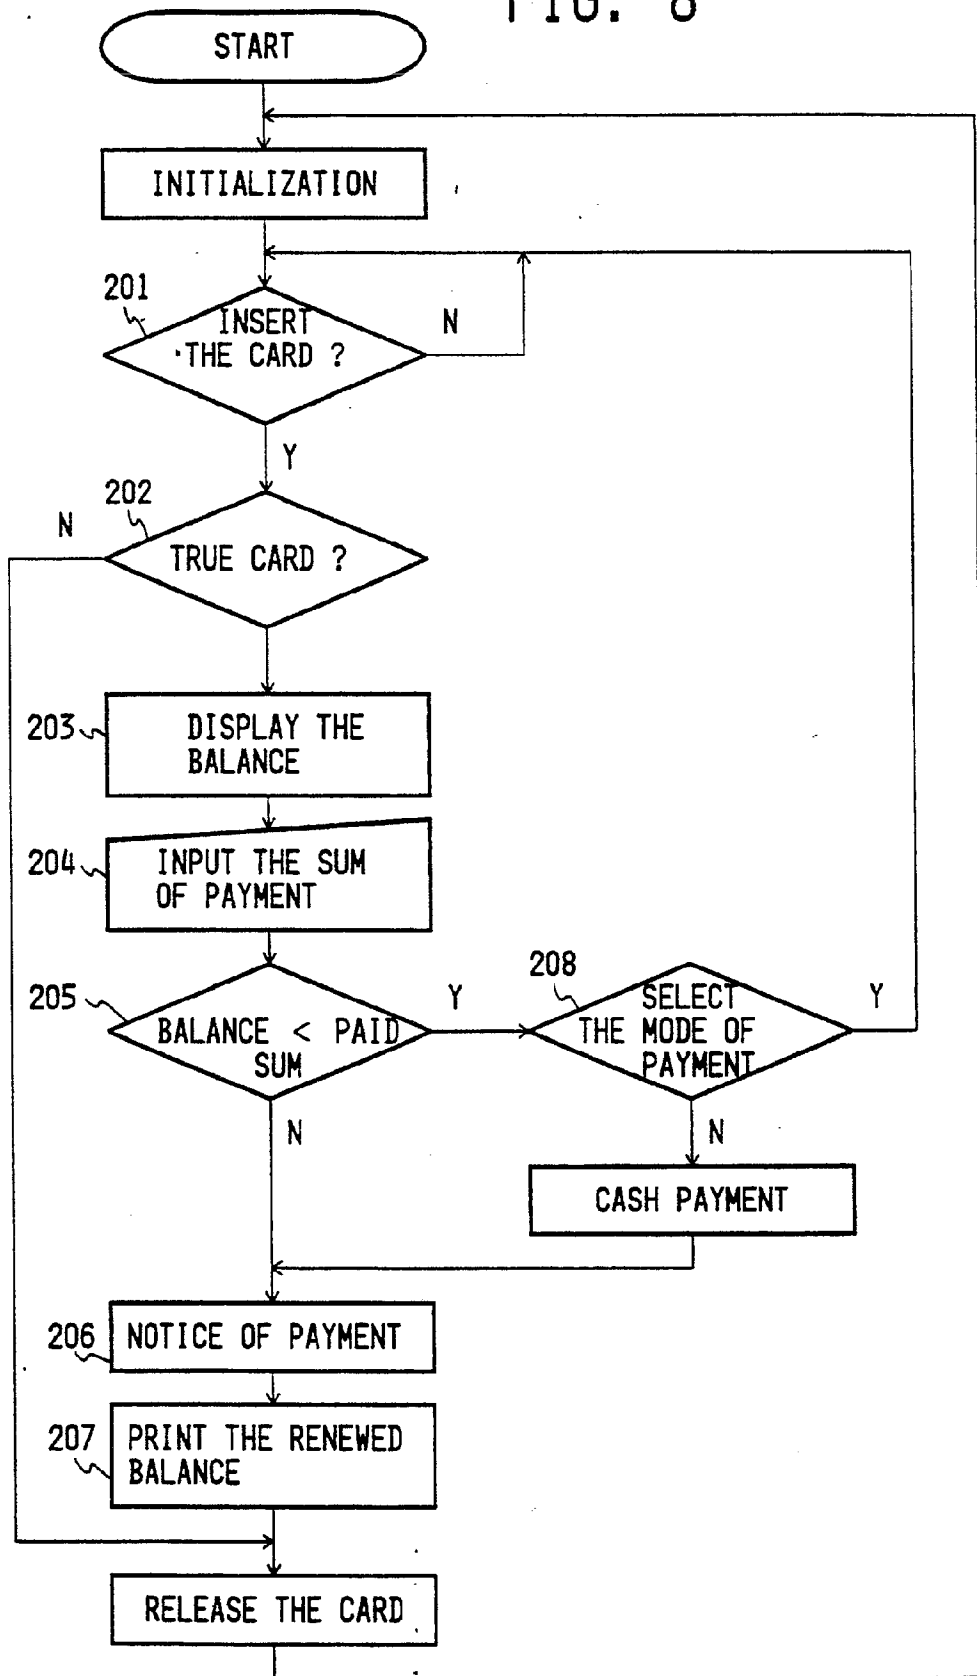 FIG. 8
START
INITIALIZATION
201
INSERT
THE CARD ?
N
Y
202
N
TRUE CARD ?
203
DISPLAY THE
BALANCE
204
INPUT THE SUM
OF PAYMENT
205
BALANCE < PAID
SUM
Y
208
SELECT
THE MODE OF
PAYMENT
Y
N
N
CASH PAYMENT
206
NOTICE OF PAYMENT
207
PRINT THE RENEWED
BALANCE
RELEASE THE CARD